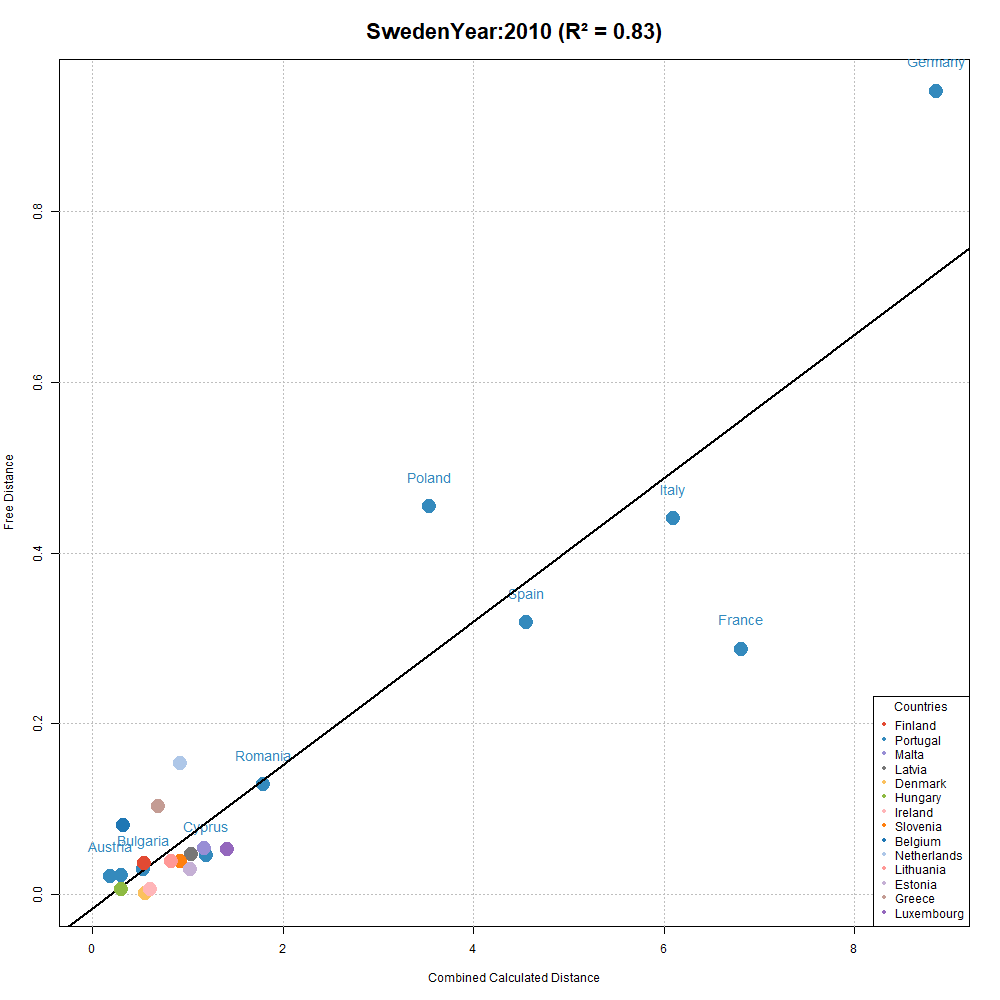 SwedenYear:2010 (R² = 0.83)
Germany
0.8
0.6
Poland
Italy
Free Distance
0.4
Spain
France
0.2
Romania
Cyprus
Bulgaria
Austria
0.0
Countries
Finland
Portugal
Malta
Latvia
Denmark
Hungary
Ireland
Slovenia
Belgium
Netherlands
Lithuania
Estonia
Greece
Luxembourg
0 2 4 6 8
Combined Calculated Distance